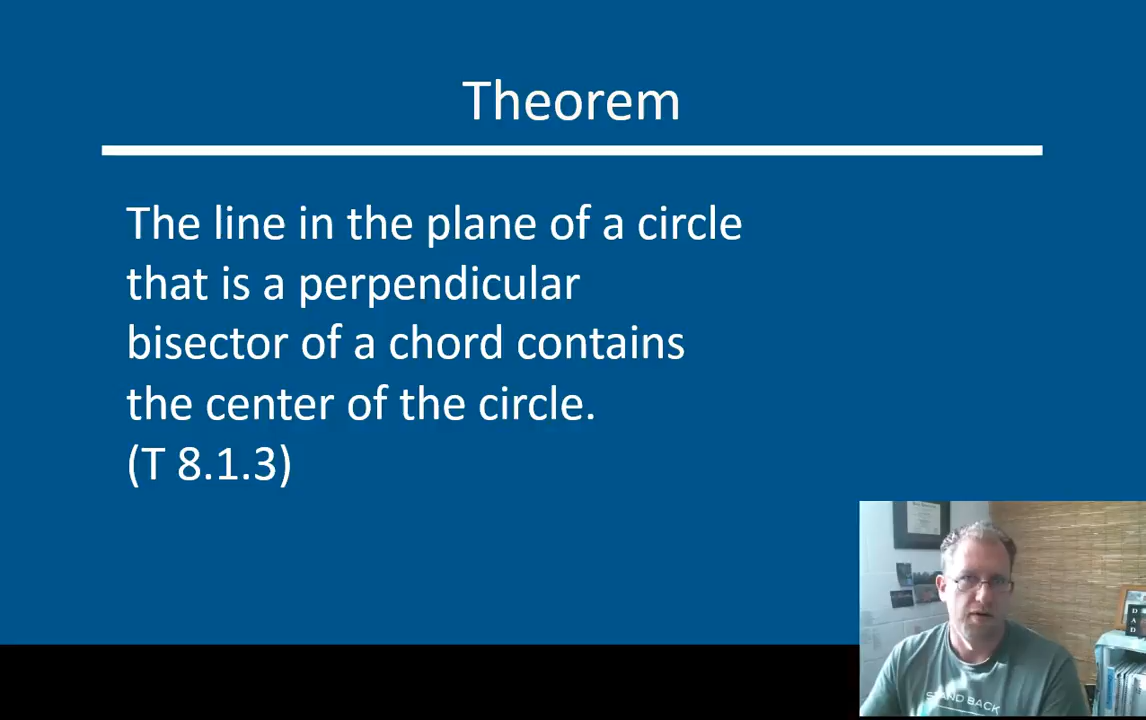 Theorem
The line in the plane of a circle
that is a perpendicular
bisector of a chord contains
the center of the circle.
(T 8.1.3)
DAD
STAND BACK